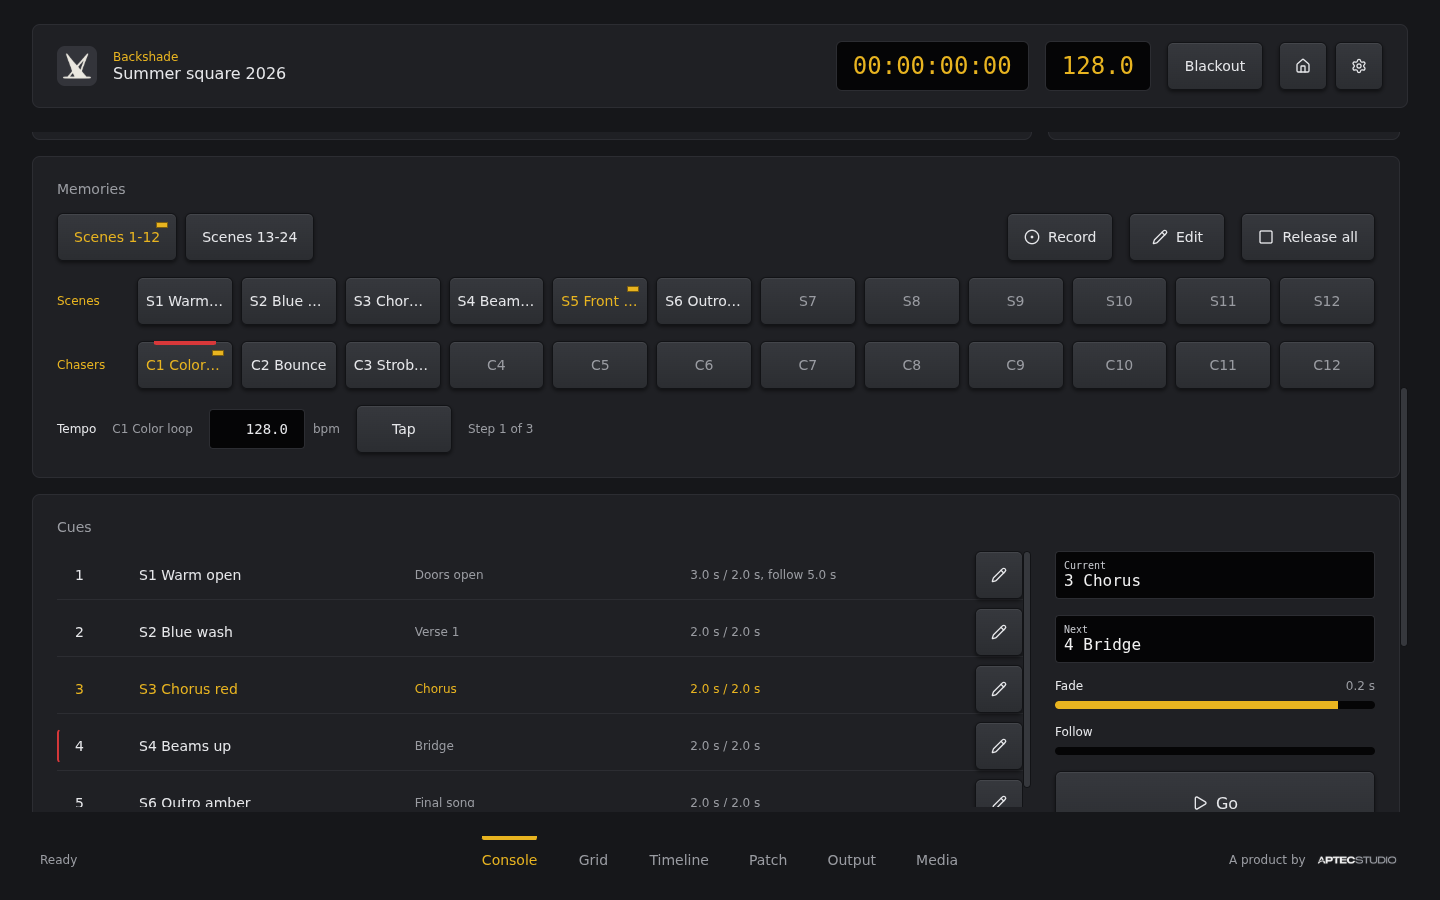 Backshade
Summer square 2026
00:00:00:00
128.0
Blackout
Memories
Scenes 1-12
Scenes 13-24
Record
Edit
Release all
Scenes
S1 Warm...
S2 Blue ...
S3 Chor...
S4 Beam...
S5 Front ...
S6 Outro...
S7
S8
S9
S10
S11
S12
Chasers
C1 Color...
C2 Bounce
C3 Strob...
C4
C5
C6
C7
C8
C9
C10
C11
C12
Tempo
C1 Color loop
128.0
bpm
Tap
Step 1 of 3
Cues
1
S1 Warm open
Doors open
3.0 s / 2.0 s, follow 5.0 s
2
S2 Blue wash
Verse 1
2.0 s / 2.0 s
3
S3 Chorus red
Chorus
2.0 s / 2.0 s
4
S4 Beams up
Bridge
2.0 s / 2.0 s
5
S6 Outro amber
Final song
2.0 s / 2.0 s
Current
3 Chorus
Next
4 Bridge
Fade
0.2 s
Follow
Go
Ready
Console
Grid
Timeline
Patch
Output
Media
A product by
APTECSTUDIO